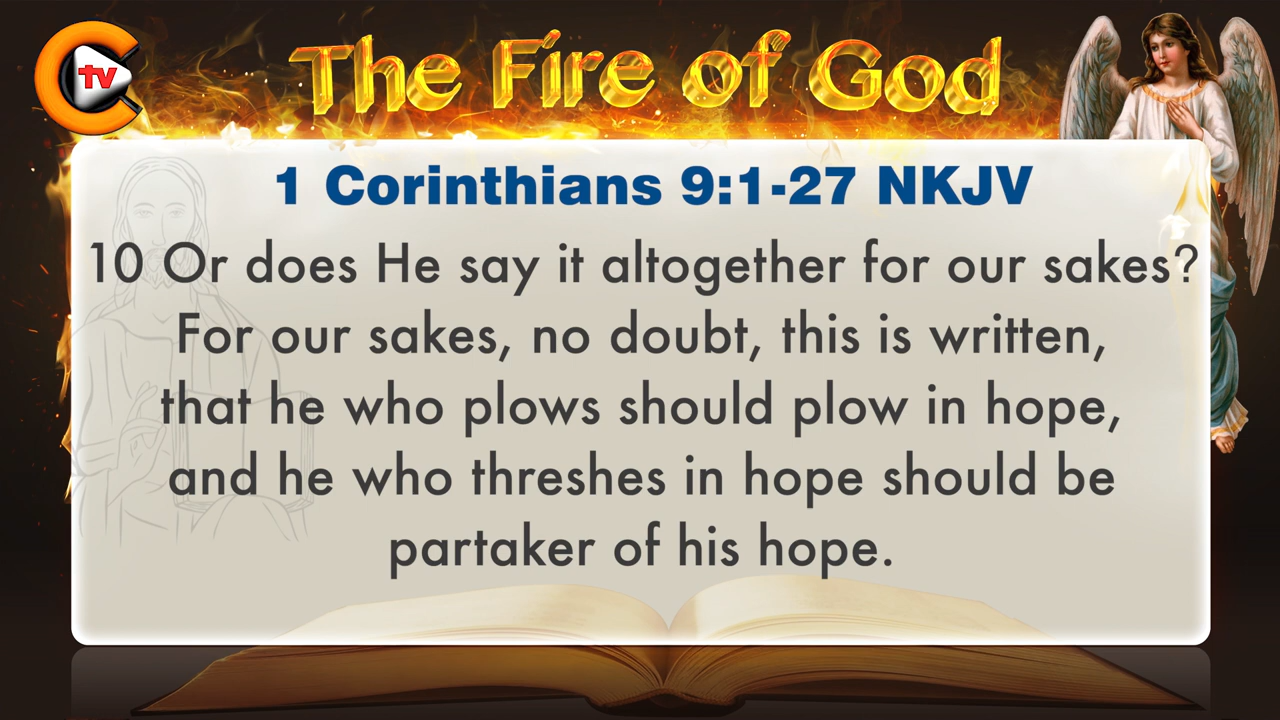 tv
The Fire of God
1 Corinthians 9:1-27 NKJV
10 Or does He say it altogether for our sakes?
For our sakes, no doubt, this is written,
that he who plows should plow in hope,
and he who threshes in hope should be
partaker of his hope.